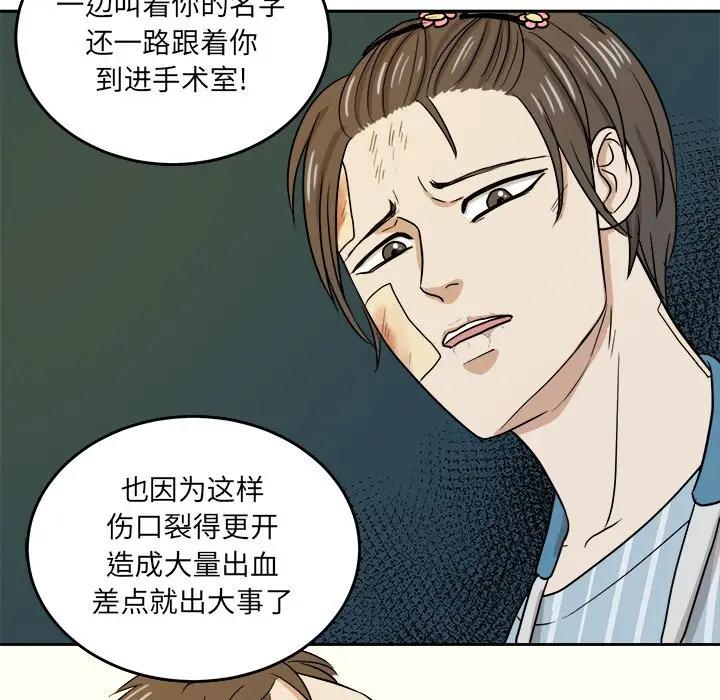 一边叫着你的名字
还一路跟着你
到进手术室!
也因为这样
伤口裂得更开
造成大量出血
差点就出大事了